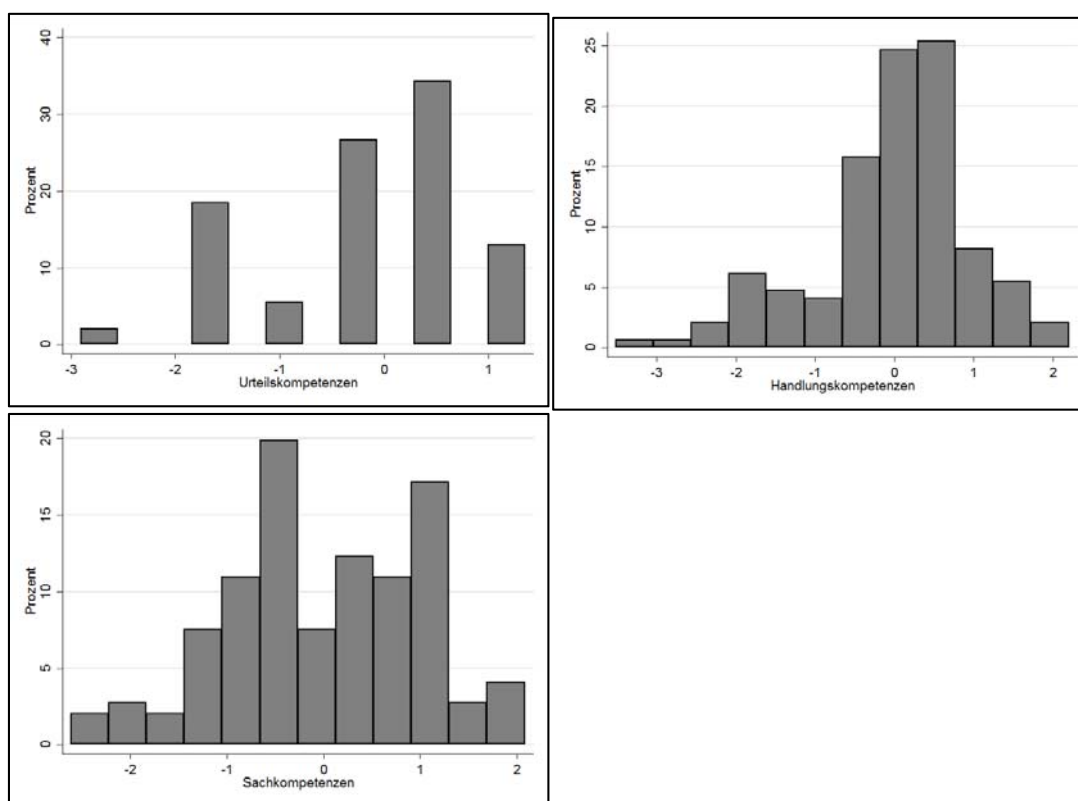 40
30
20
10
0
Prozent
-3 -2 -1 0 1
Urteilskompetenzen
25
20
15
10
5
0
Prozent
-3 -2 -1 0 1 2
Handlungskompetenzen
20
15
10
5
0
Prozent
-2 -1 0 1 2
Sachkompetenzen